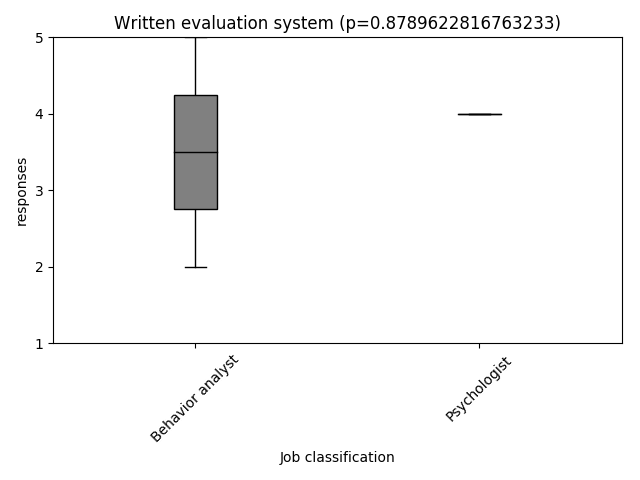 Written evaluation system (p=0.8789622816763233)
5
4
3
2
1
responses
Behavior analyst
Psychologist
Job classification